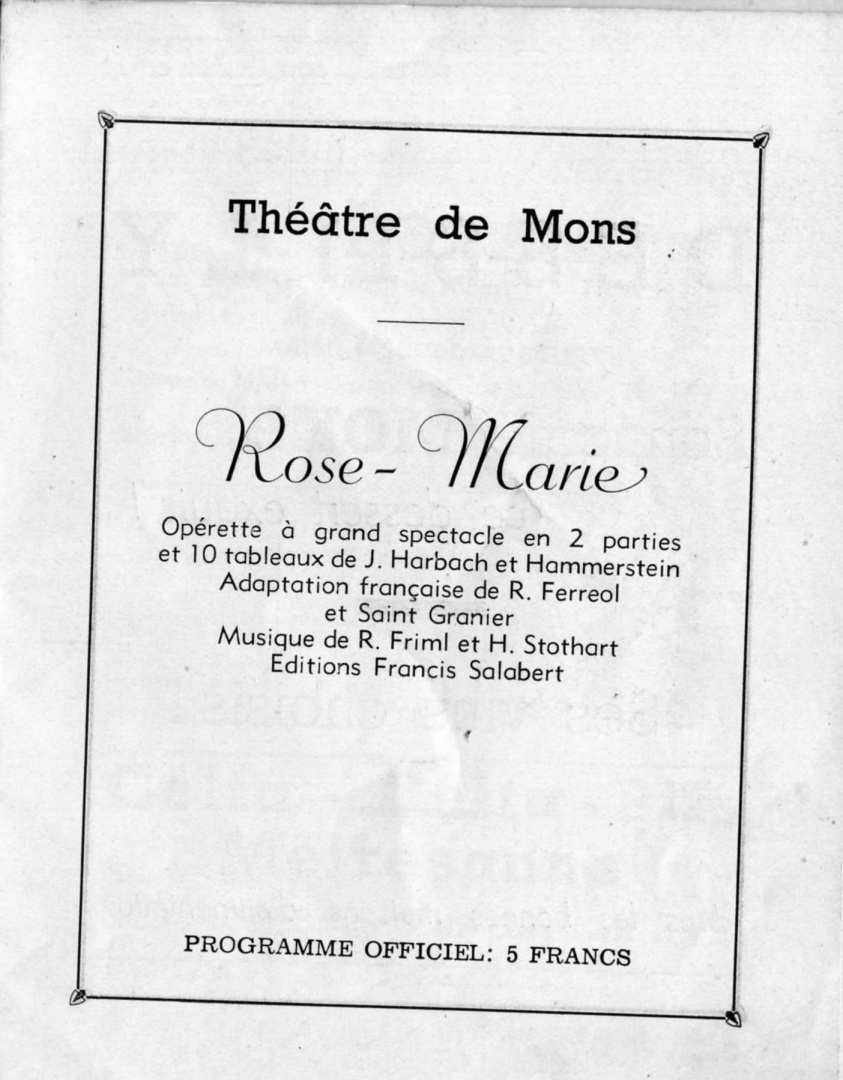 Théâtre de Mons
Rose- Marie
Opérette à grand spectacle en 2 parties
et 10 tableaux de J. Harbach et Hammerstein
Adaptation française de R. Ferreol
et Saint Granier
Musique de R. Friml et H. Stothart
Editions Francis Salabert
PROGRAMME OFFICIEL: 5 FRANCS